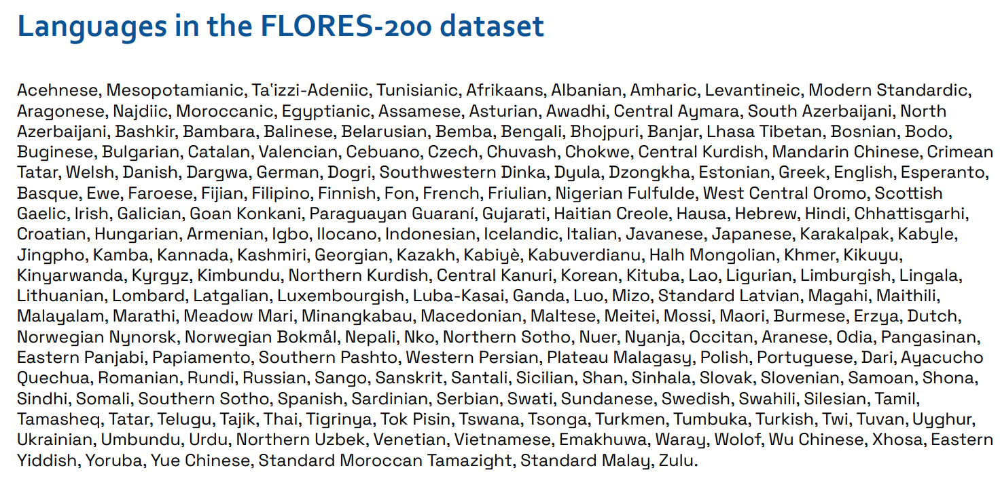 Languages in the FLORES-200 dataset
Acehnese, Mesopotamianic, Taʽizzi-Adeniic, Tunisianic, Afrikaans, Albanian, Amharic, Levantineic, Modern Standardic,
Aragonese, Najdiic, Moroccanic, Egyptianic, Assamese, Asturian, Awadhi, Central Aymara, South Azerbaijani, North
Azerbaijani, Bashkir, Bambara, Balinese, Belarusian, Bemba, Bengali, Bhojpuri, Banjar, Lhasa Tibetan, Bosnian, Bodo,
Buginese, Bulgarian, Catalan, Valencian, Cebuano, Czech, Chuvash, Chokwe, Central Kurdish, Mandarin Chinese, Crimean
Tatar, Welsh, Danish, Dargwa, German, Dogri, Southwestern Dinka, Dyula, Dzongkha, Estonian, Greek, English, Esperanto,
Basque, Ewe, Faroese, Fijian, Filipino, Finnish, Fon, French, Friulian, Nigerian Fulfulde, West Central Oromo, Scottish
Gaelic, Irish, Galician, Goan Konkani, Paraguayan Guaraní, Gujarati, Haitian Creole, Hausa, Hebrew, Hindi, Chhattisgarhi,
Croatian, Hungarian, Armenian, Igbo, Ilocano, Indonesian, Icelandic, Italian, Javanese, Japanese, Karakalpak, Kabyle,
Jingpho, Kamba, Kannada, Kashmiri, Georgian, Kazakh, Kabiyè, Kabuverdianu, Halh Mongolian, Khmer, Kikuyu,
Kinyarwanda, Kyrgyz, Kimbundu, Northern Kurdish, Central Kanuri, Korean, Kituba, Lao, Ligurian, Limburgish, Lingala,
Lithuanian, Lombard, Latgalian, Luxembourgish, Luba-Kasai, Ganda, Luo, Mizo, Standard Latvian, Magahi, Maithili,
Malayalam, Marathi, Meadow Mari, Minangkabau, Macedonian, Maltese, Meitei, Mossi, Maori, Burmese, Erzya, Dutch,
Norwegian Nynorsk, Norwegian Bokmål, Nepali, Nko, Northern Sotho, Nuer, Nyanja, Occitan, Aranese, Odia, Pangasinan,
Eastern Panjabi, Papiamento, Southern Pashto, Western Persian, Plateau Malagasy, Polish, Portuguese, Dari, Ayacucho
Quechua, Romanian, Rundi, Russian, Sango, Sanskrit, Santali, Sicilian, Shan, Sinhala, Slovak, Slovenian, Samoan, Shona,
Sindhi, Somali, Southern Sotho, Spanish, Sardinian, Serbian, Swati, Sundanese, Swedish, Swahili, Silesian, Tamil,
Tamasheq, Tatar, Telugu, Tajik, Thai, Tigrinya, Tok Pisin, Tswana, Tsonga, Turkmen, Tumbuka, Turkish, Twi, Tuvan, Uyghur,
Ukrainian, Umbundu, Urdu, Northern Uzbek, Venetian, Vietnamese, Emakhuwa, Waray, Wolof, Wu Chinese, Xhosa, Eastern
Yiddish, Yoruba, Yue Chinese, Standard Moroccan Tamazight, Standard Malay, Zulu.